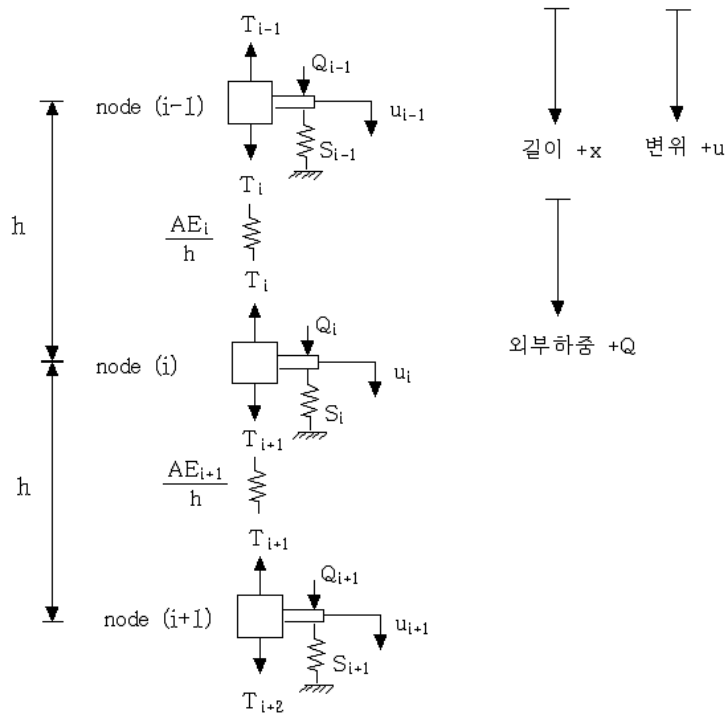 T_{i-1}
Q_{i-1}
node (i-1)
u_{i-1}
S_{i-1}
길이 +x
변위 +u
T_i
h
AE_i
h
T_i
Q_i
외부하중 +Q
node (i)
u_i
S_i
T_{i+1}
h
AE_{i+1}
h
T_{i+1}
Q_{i+1}
node (i+1)
u_{i+1}
S_{i+1}
T_{i+2}